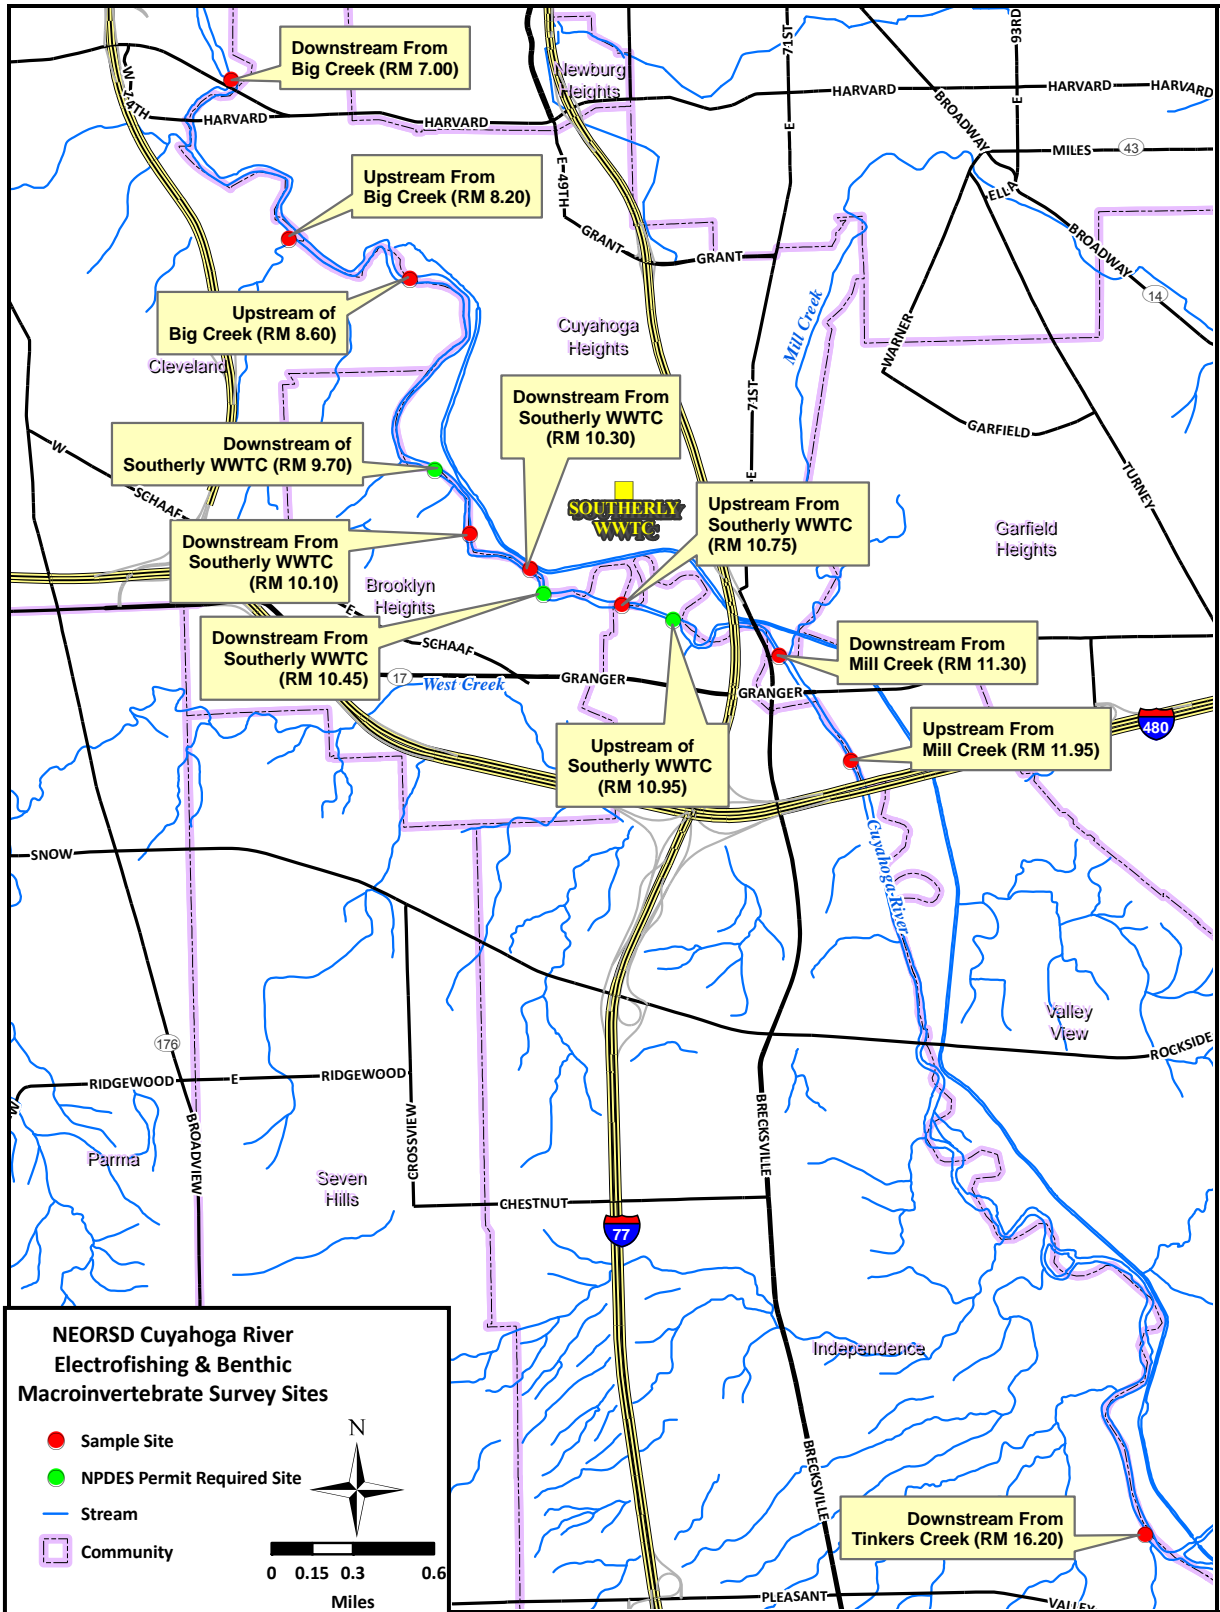 Downstream From
Big Creek (RM 7.00)
Newburg
Heights
W 14TH
HARVARD
HARVARD
HARVARD
HARVARD
HARVARD
E 71ST
E 93RD
BROADWAY
MILES
43
ELLA
E 49TH
GRANT
GRANT
BROADWAY
14
Upstream From
Big Creek (RM 8.20)
Upstream of
Big Creek (RM 8.60)
Cleveland
Cuyahoga
Heights
Mill Creek
WARNER
GARFIELD
TURNEY
E 71ST
Downstream From
Southerly WWTC
(RM 10.30)
Downstream of
Southerly WWTC (RM 9.70)
W SCHAAF
SOUTHERLY
WWTC
Upstream From
Southerly WWTC
(RM 10.75)
Garfield
Heights
Downstream From
Southerly WWTC
(RM 10.10)
Brooklyn
Heights
E SCHAAF
Downstream From
Southerly WWTC
(RM 10.45)
17
West Creek
GRANGER
GRANGER
Downstream From
Mill Creek (RM 11.30)
Upstream From
Mill Creek (RM 11.95)
480
Upstream of
Southerly WWTC
(RM 10.95)
Cuyahoga River
SNOW
Valley
View
ROCKSIDE
176
RIDGEWOOD
E
RIDGEWOOD
W
BROADVIEW
CROSSVIEW
BRECKSVILLE
Parma
Seven
Hills
CHESTNUT
77
Independence
BRECKSVILLE
Downstream From
Tinkers Creek (RM 16.20)
PLEASANT
VALLEY
NEORSD Cuyahoga River
Electrofishing & Benthic
Macroinvertebrate Survey Sites
Sample Site
NPDES Permit Required Site
Stream
Community
N
0 0.15 0.3 0.6
Miles